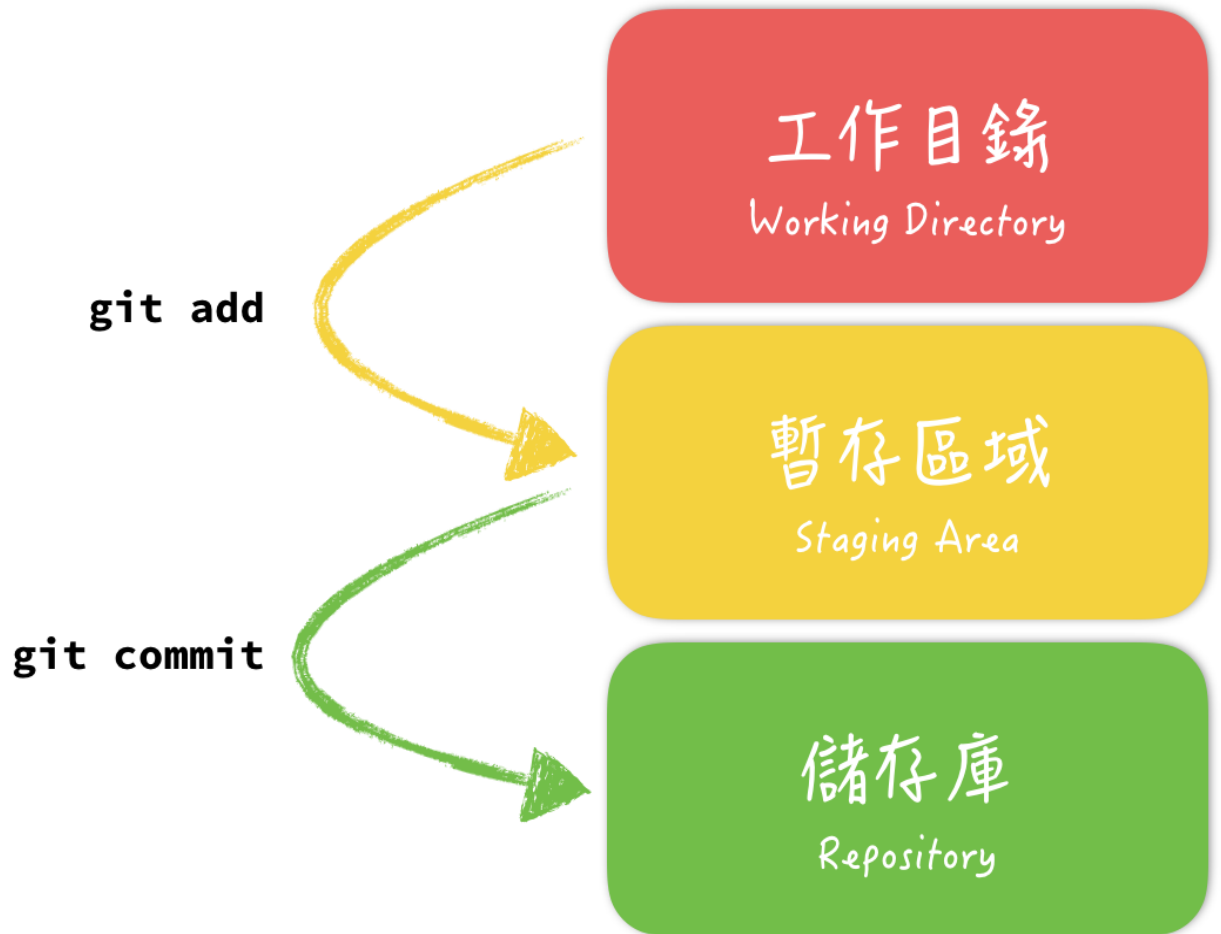 工作目錄
Working Directory
git add
暫存區域
Staging Area
git commit
儲存庫
Repository